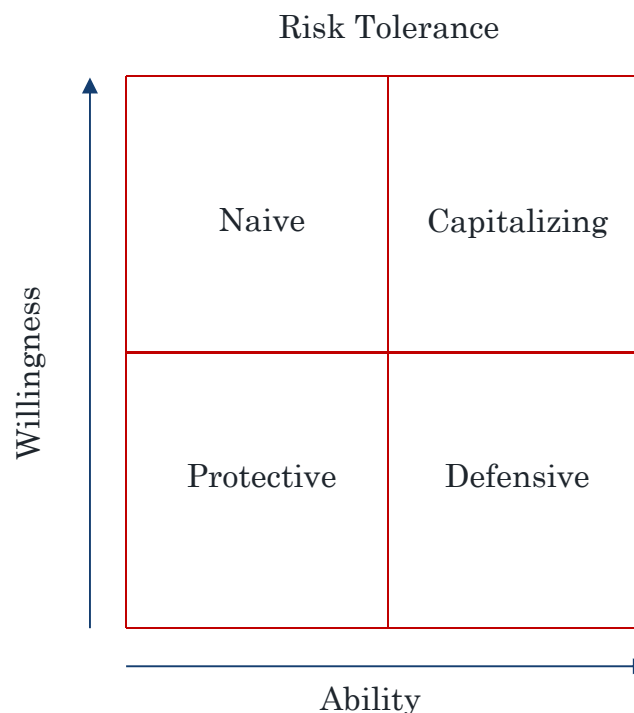 Risk Tolerance
Naive
Capitalizing
Willingness
Protective
Defensive
Ability